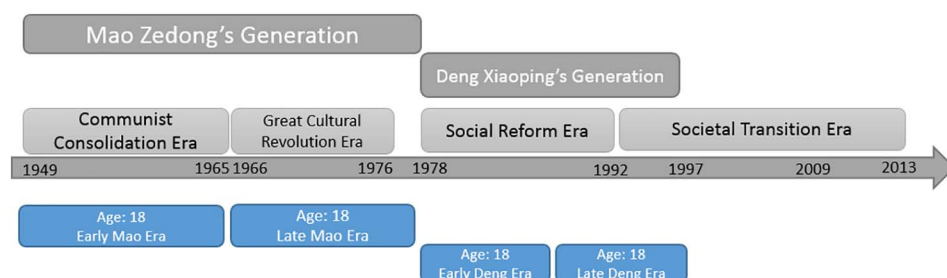 Mao Zedong's Generation
Deng Xiaoping's Generation
Communist
Consolidation Era
Great Cultural
Revolution Era
Social Reform Era
Societal Transition Era
1949 1965 1966 1976 1978 1992 1997 2009 2013
Age: 18
Early Mao Era
Age: 18
Late Mao Era
Age: 18
Early Deng Era
Age: 18
Late Deng Era